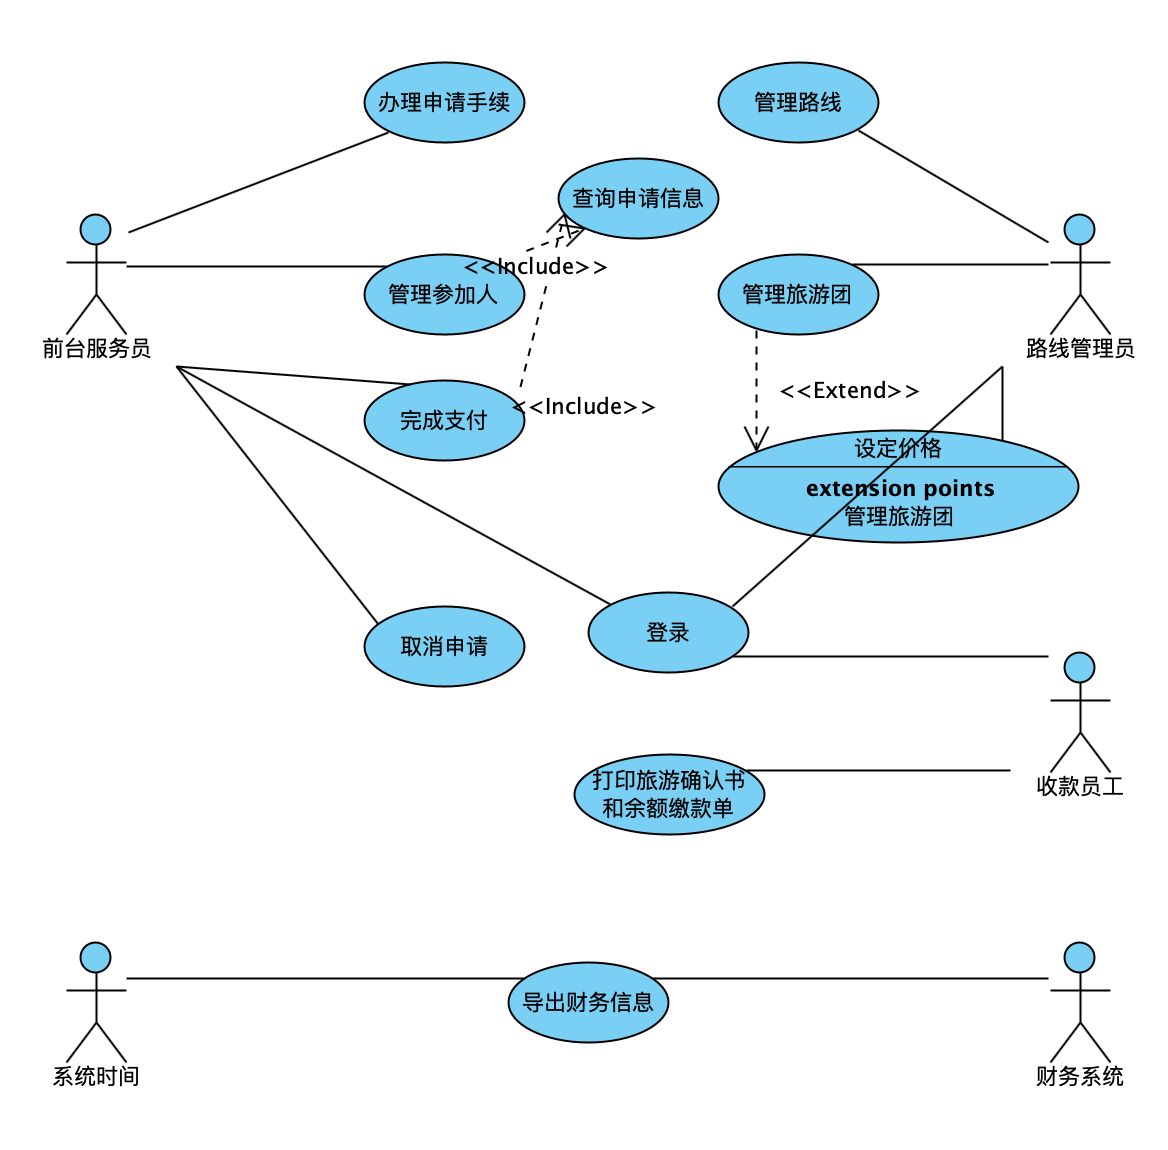 办理申请手续
管理路线
查询申请信息
<<Include>>
管理参加人
管理旅游团
前台服务员
路线管理员
<<Extend>>
<<Include>>
完成支付
设定价格
extension points
管理旅游团
登录
取消申请
打印旅游确认书
和余额缴款单
收款员工
导出财务信息
系统时间
财务系统